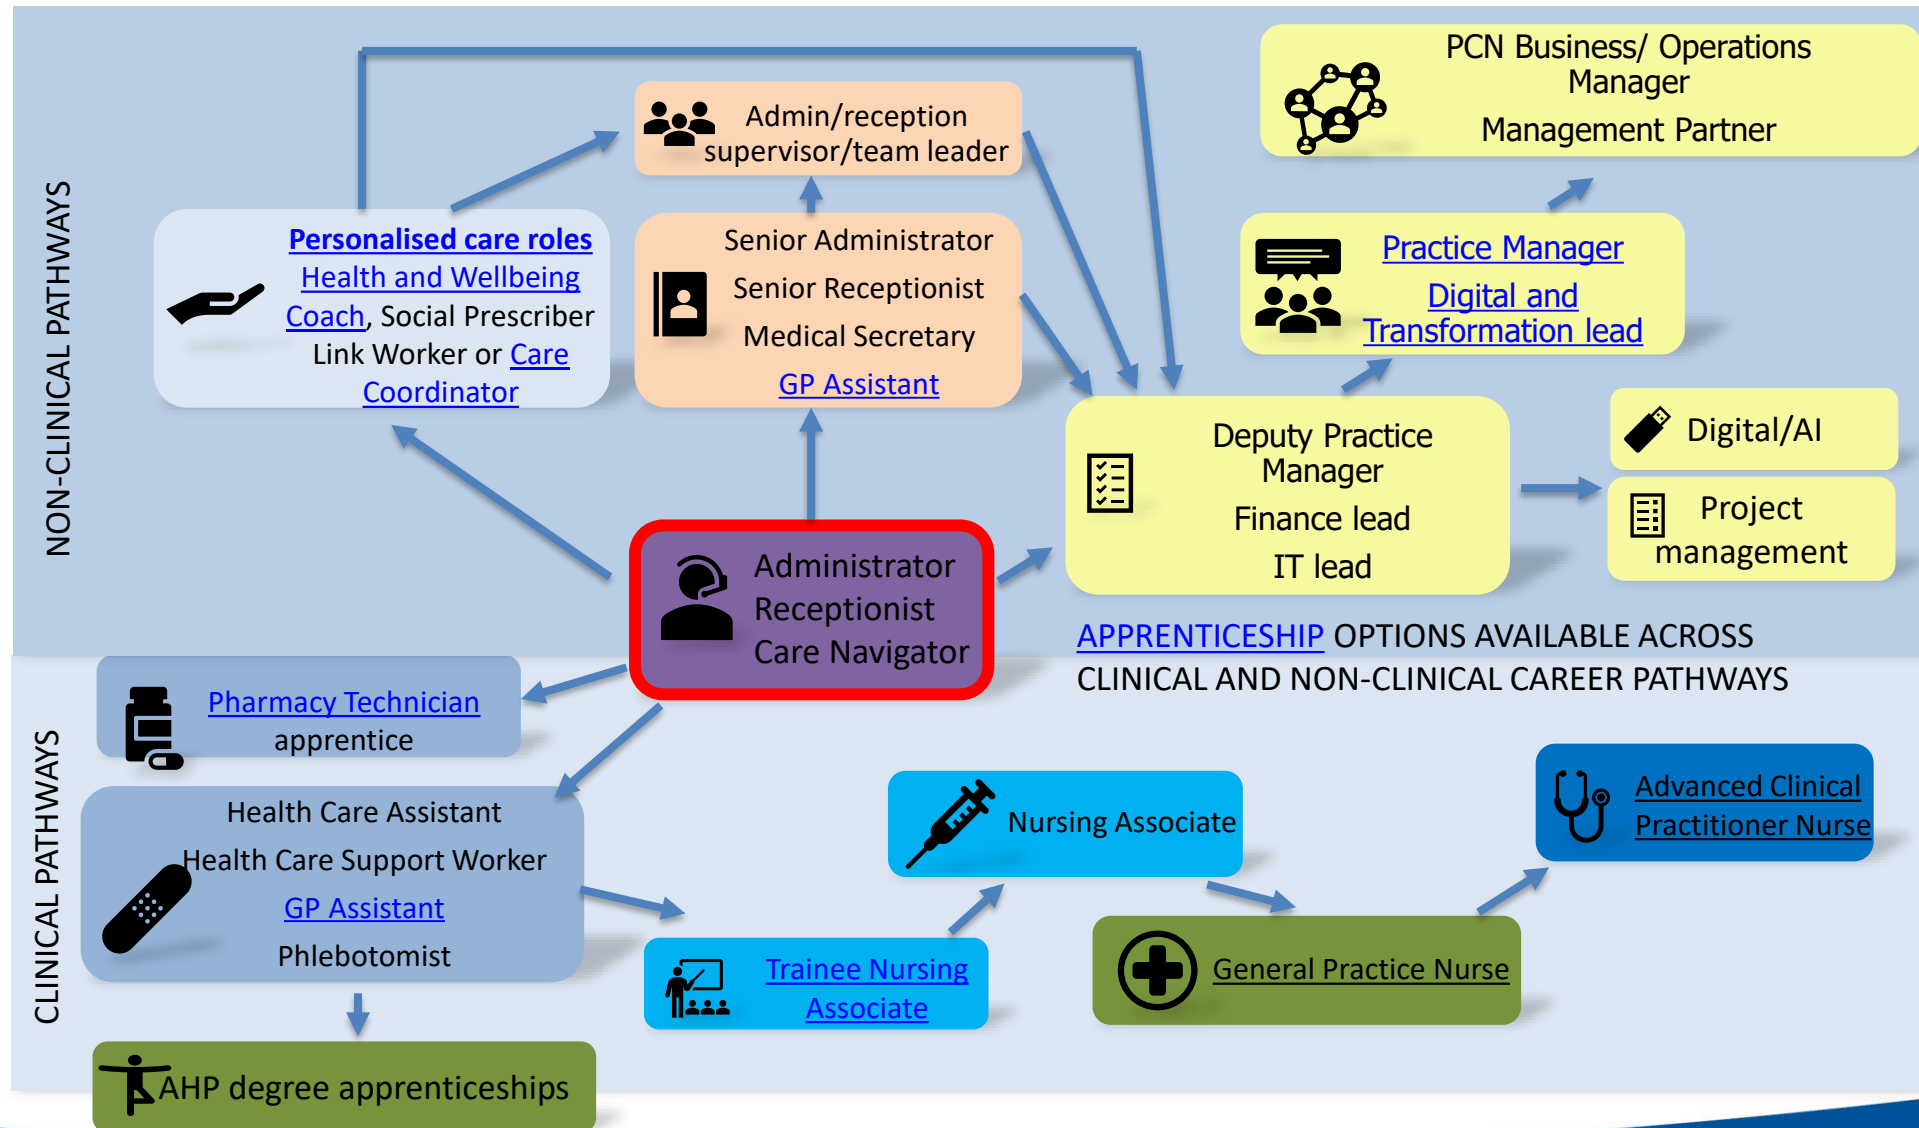 NON-CLINICAL PATHWAYS
PCN Business/ Operations
Manager
Management Partner
Admin/reception
supervisor/team leader
Personalised care roles
Health and Wellbeing
Coach, Social Prescriber
Link Worker or Care
Coordinator
Senior Administrator
Senior Receptionist
Medical Secretary
GP Assistant
Practice Manager
Digital and
Transformation lead
Deputy Practice
Manager
Finance lead
IT lead
Digital/AI
Project
management
Administrator
Receptionist
Care Navigator
APPRENTICESHIP OPTIONS AVAILABLE ACROSS
CLINICAL AND NON-CLINICAL CAREER PATHWAYS
CLINICAL PATHWAYS
Pharmacy Technician
apprentice
Health Care Assistant
Health Care Support Worker
GP Assistant
Phlebotomist
Nursing Associate
Advanced Clinical
Practitioner Nurse
Trainee Nursing
Associate
General Practice Nurse
AHP degree apprenticeships